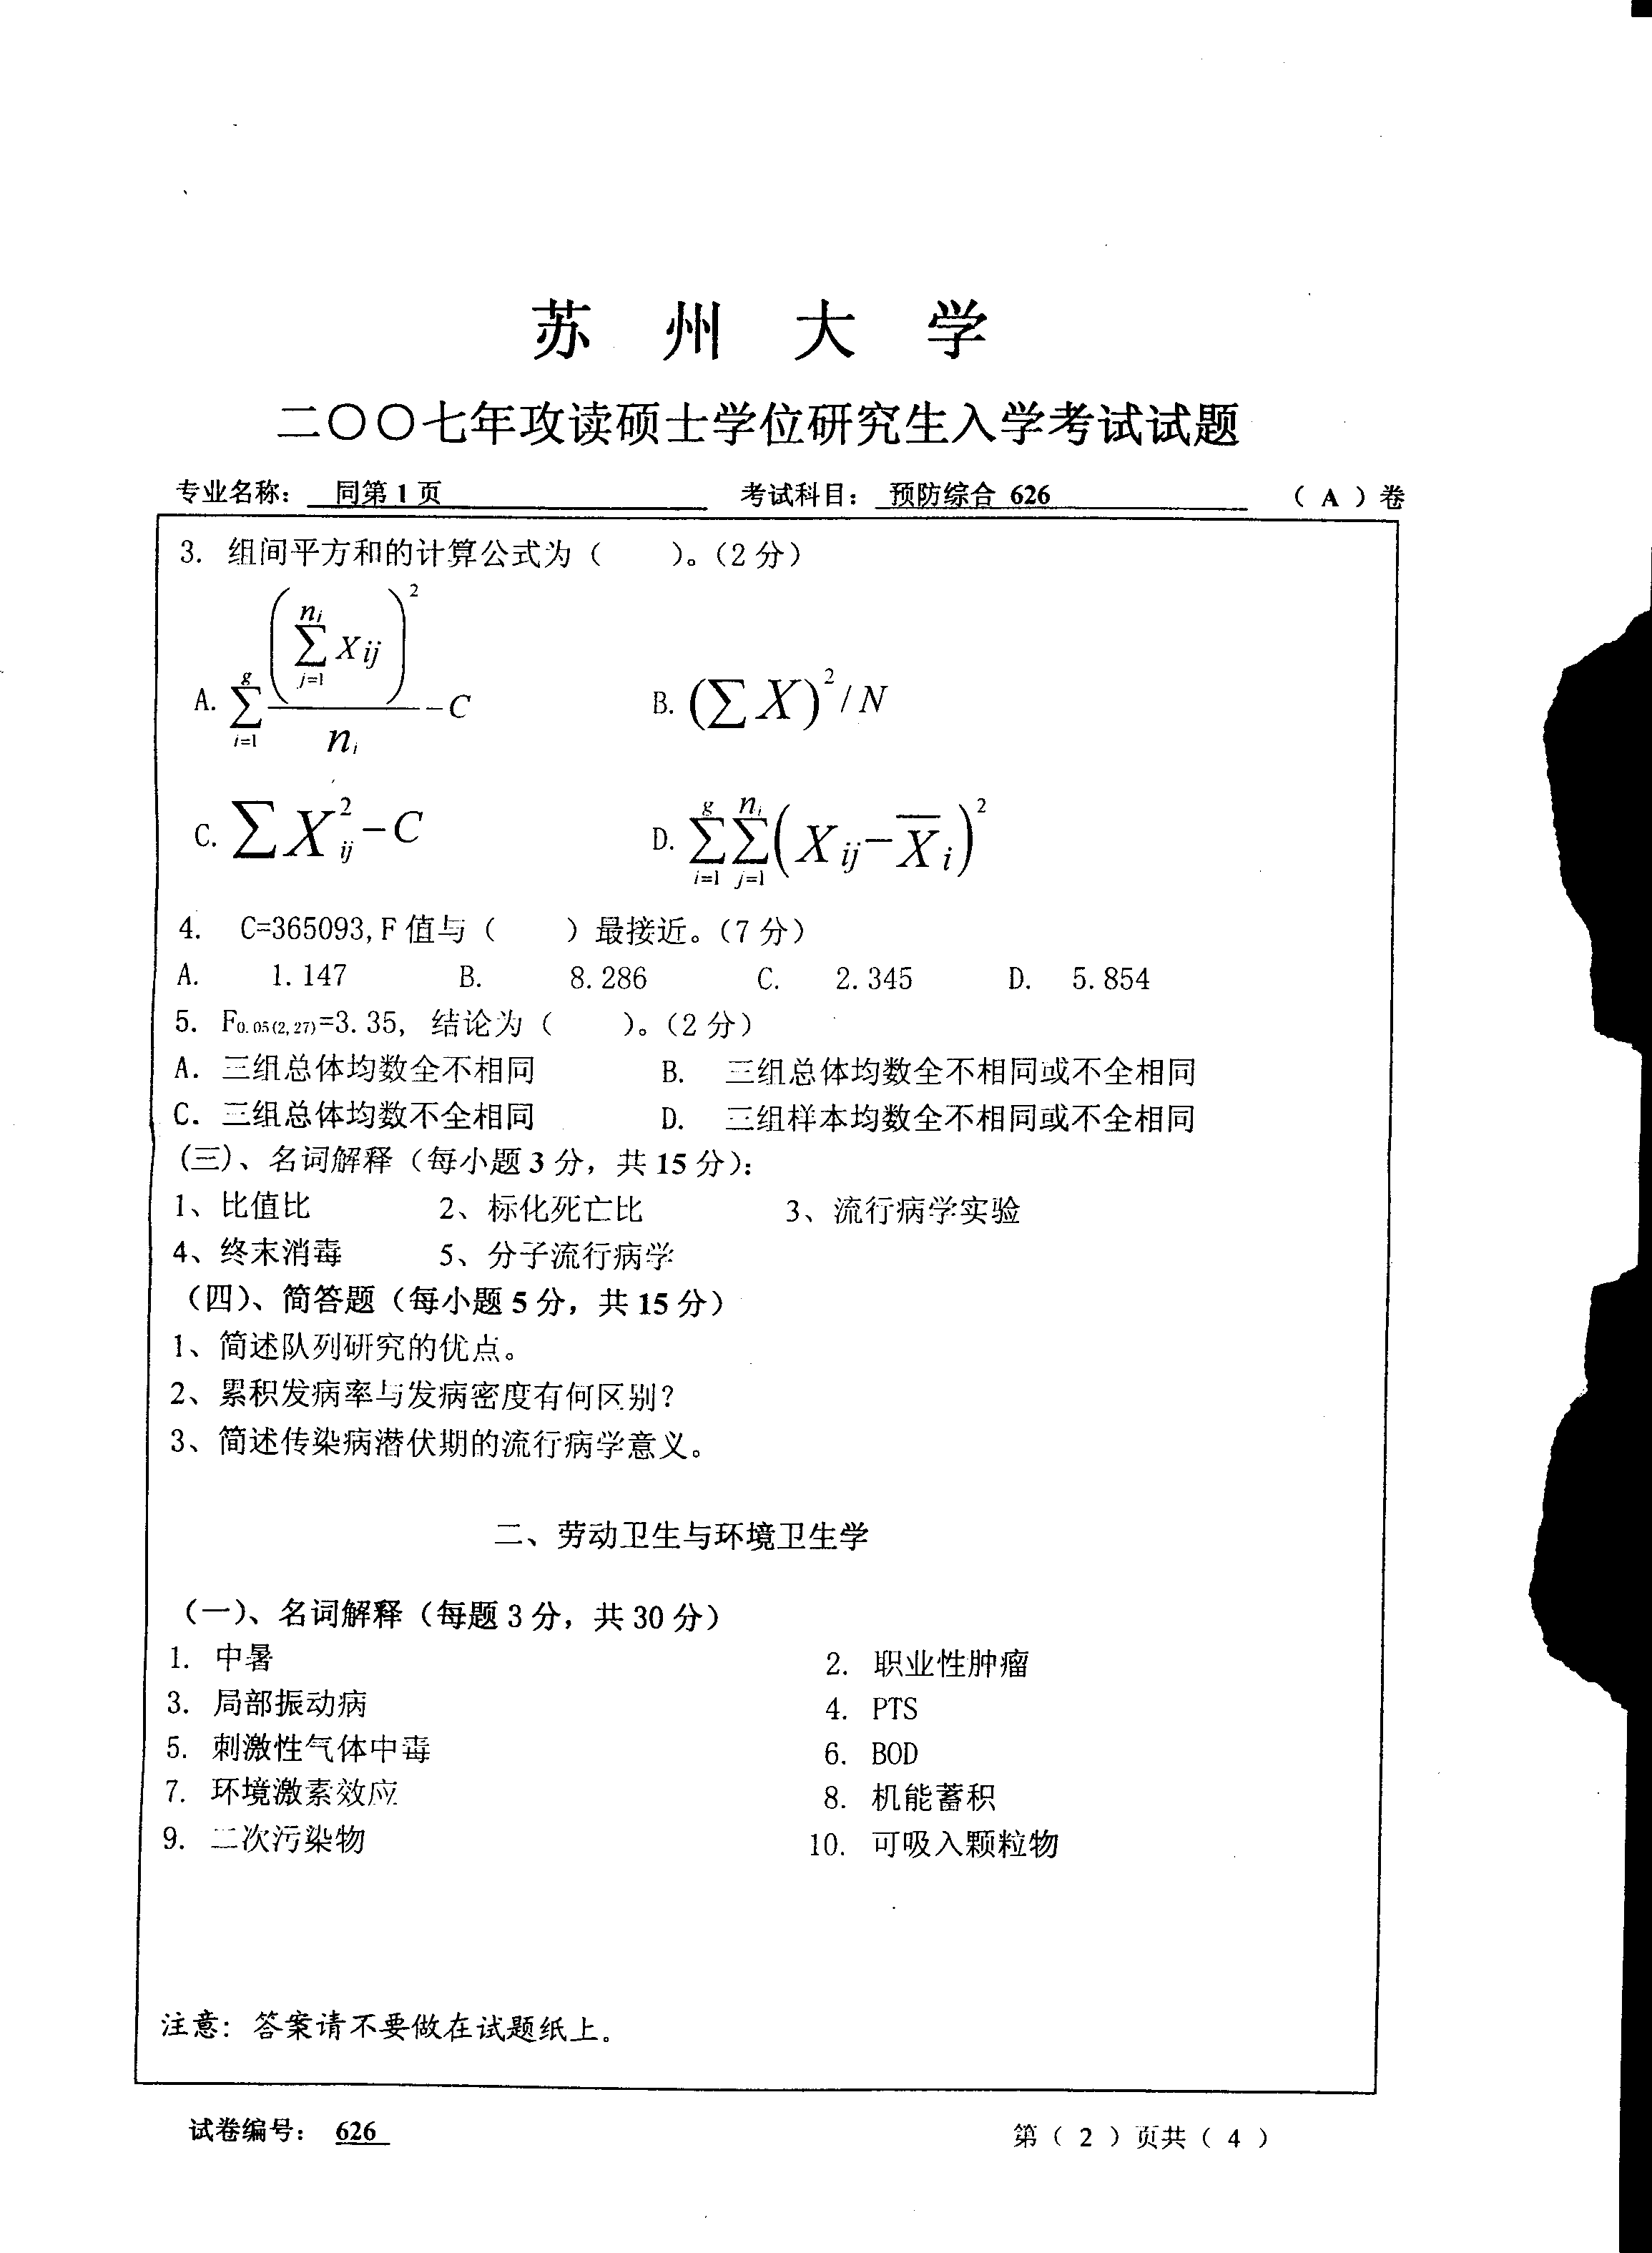 苏 州 大 学
二〇〇七年攻读硕士学位研究生入学考试试题
专业名称： 同第 1 页 考试科目： 预防综合 626 （ A ）卷
3. 组间平方和的计算公式为（ ）。（2 分）
A. \sum_{i=1}^{g} \frac{\left(\sum_{j=1}^{n_i} X_{ij}\right)^2}{n_i} - C B. (\sum X)^2 / N
C. \sum X_{ij}^2 - C D. \sum_{i=1}^{g} \sum_{j=1}^{n_i} (X_{ij} - \overline{X}_i)^2
4. C=365093, F 值与（ ）最接近。（7 分）
A. 1.147 B. 8.286 C. 2.345 D. 5.854
5. F0.05(2,27)=3.35, 结论为（ ）。（2 分）
A. 三组总体均数全不相同 B. 三组总体均数全不相同或不全相同
C. 三组总体均数不全相同 D. 三组样本均数全不相同或不全相同
(三)、名词解释（每小题 3 分，共 15 分）：
1、比值比 2、标化死亡比 3、流行病学实验
4、终末消毒 5、分子流行病学
（四）、简答题（每小题 5 分，共 15 分）
1、简述队列研究的优点。
2、累积发病率与发病密度有何区别？
3、简述传染病潜伏期的流行病学意义。
二、劳动卫生与环境卫生学
（一）、名词解释（每题 3 分，共 30 分）
1. 中暑 2. 职业性肿瘤
3. 局部振动病 4. PTS
5. 刺激性气体中毒 6. BOD
7. 环境激素效应 8. 机能蓄积
9. 二次污染物 10. 可吸入颗粒物
注意：答案请不要做在试题纸上。
试卷编号： 626 第（ 2 ）页共（ 4 ）